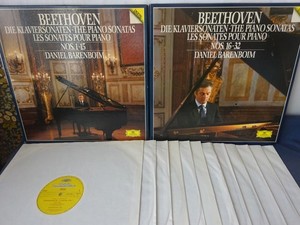 BEETHOVEN
DIE KLAVIERSONATEN·THE PIANO SONATAS
LES SONATES POUR PIANO
NOS. 1-15
DANIEL BARENBOIM
BEETHOVEN
DIE KLAVIERSONATEN·THE PIANO SONATAS
LES SONATES POUR PIANO
NOS. 16-32
DANIEL BARENBOIM